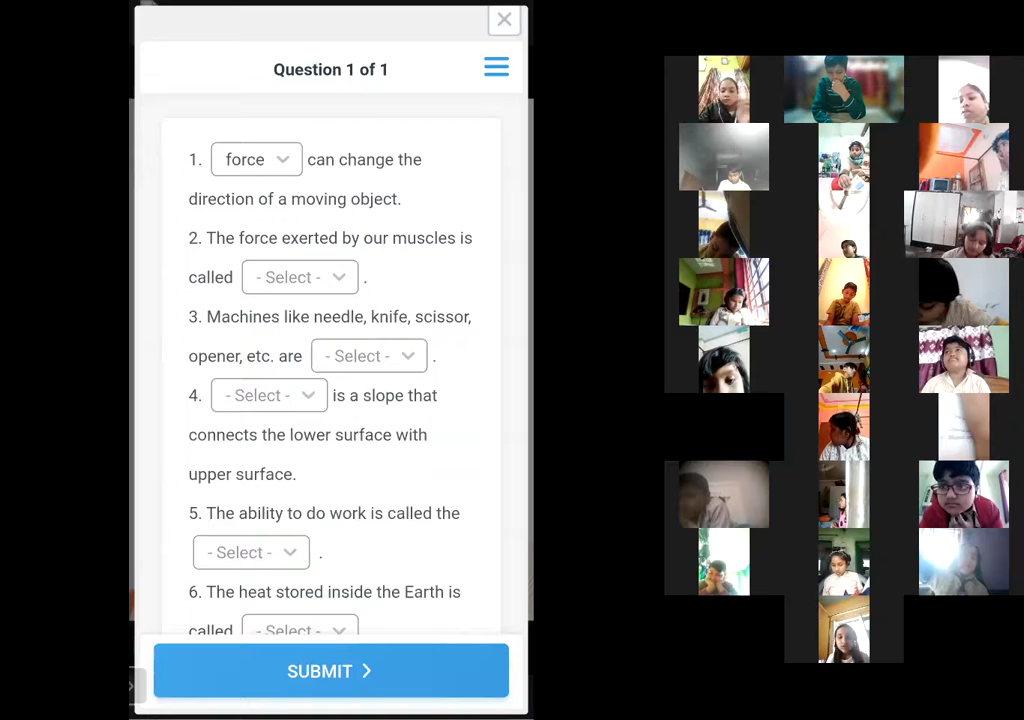 Question 1 of 1
1. force can change the
direction of a moving object.
2. The force exerted by our muscles is
called - Select - .
3. Machines like needle, knife, scissor,
opener, etc. are - Select - .
4. - Select - is a slope that
connects the lower surface with
upper surface.
5. The ability to do work is called the
- Select - .
6. The heat stored inside the Earth is
called - Select -
SUBMIT